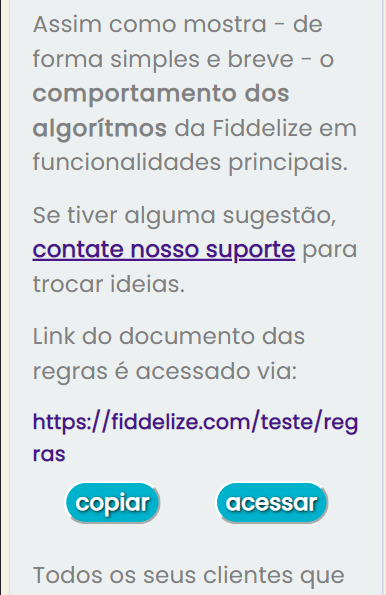 Assim como mostra - de
forma simples e breve - o
comportamento dos
algorítmos da Fiddelize em
funcionalidades principais.
Se tiver alguma sugestão,
contate nosso suporte para
trocar ideias.
Link do documento das
regras é acessado via:
https://fiddelize.com/teste/reg
ras
copiar acessar
Todos os seus clientes que